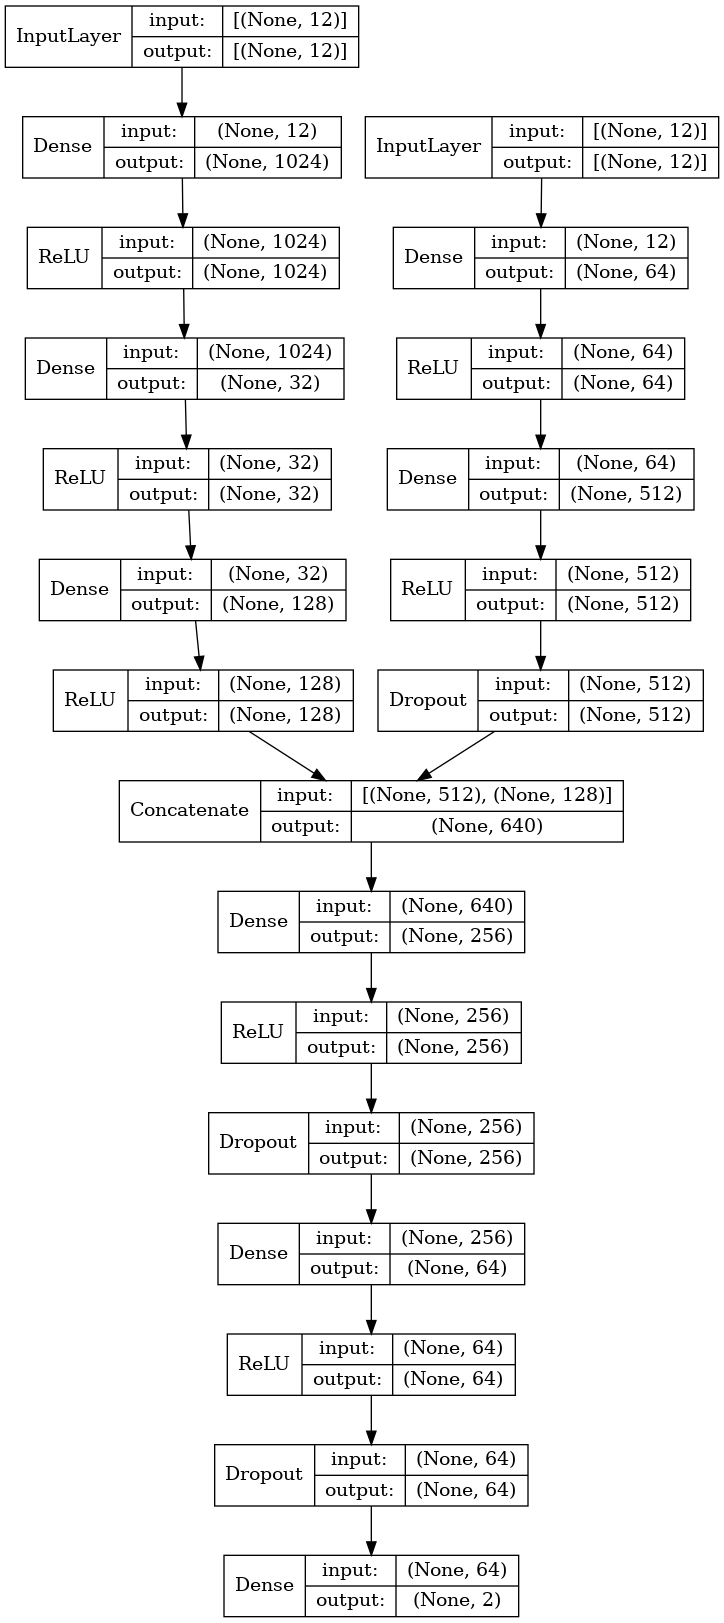 InputLayer input: [(None, 12)]
output: [(None, 12)]
Dense input: (None, 12)
output: (None, 1024)
InputLayer input: [(None, 12)]
output: [(None, 12)]
ReLU input: (None, 1024)
output: (None, 1024)
Dense input: (None, 12)
output: (None, 64)
Dense input: (None, 1024)
output: (None, 32)
ReLU input: (None, 64)
output: (None, 64)
ReLU input: (None, 32)
output: (None, 32)
Dense input: (None, 64)
output: (None, 512)
Dense input: (None, 32)
output: (None, 128)
ReLU input: (None, 512)
output: (None, 512)
ReLU input: (None, 128)
output: (None, 128)
Dropout input: (None, 512)
output: (None, 512)
Concatenate input: [(None, 512), (None, 128)]
output: (None, 640)
Dense input: (None, 640)
output: (None, 256)
ReLU input: (None, 256)
output: (None, 256)
Dropout input: (None, 256)
output: (None, 256)
Dense input: (None, 256)
output: (None, 64)
ReLU input: (None, 64)
output: (None, 64)
Dropout input: (None, 64)
output: (None, 64)
Dense input: (None, 64)
output: (None, 2)